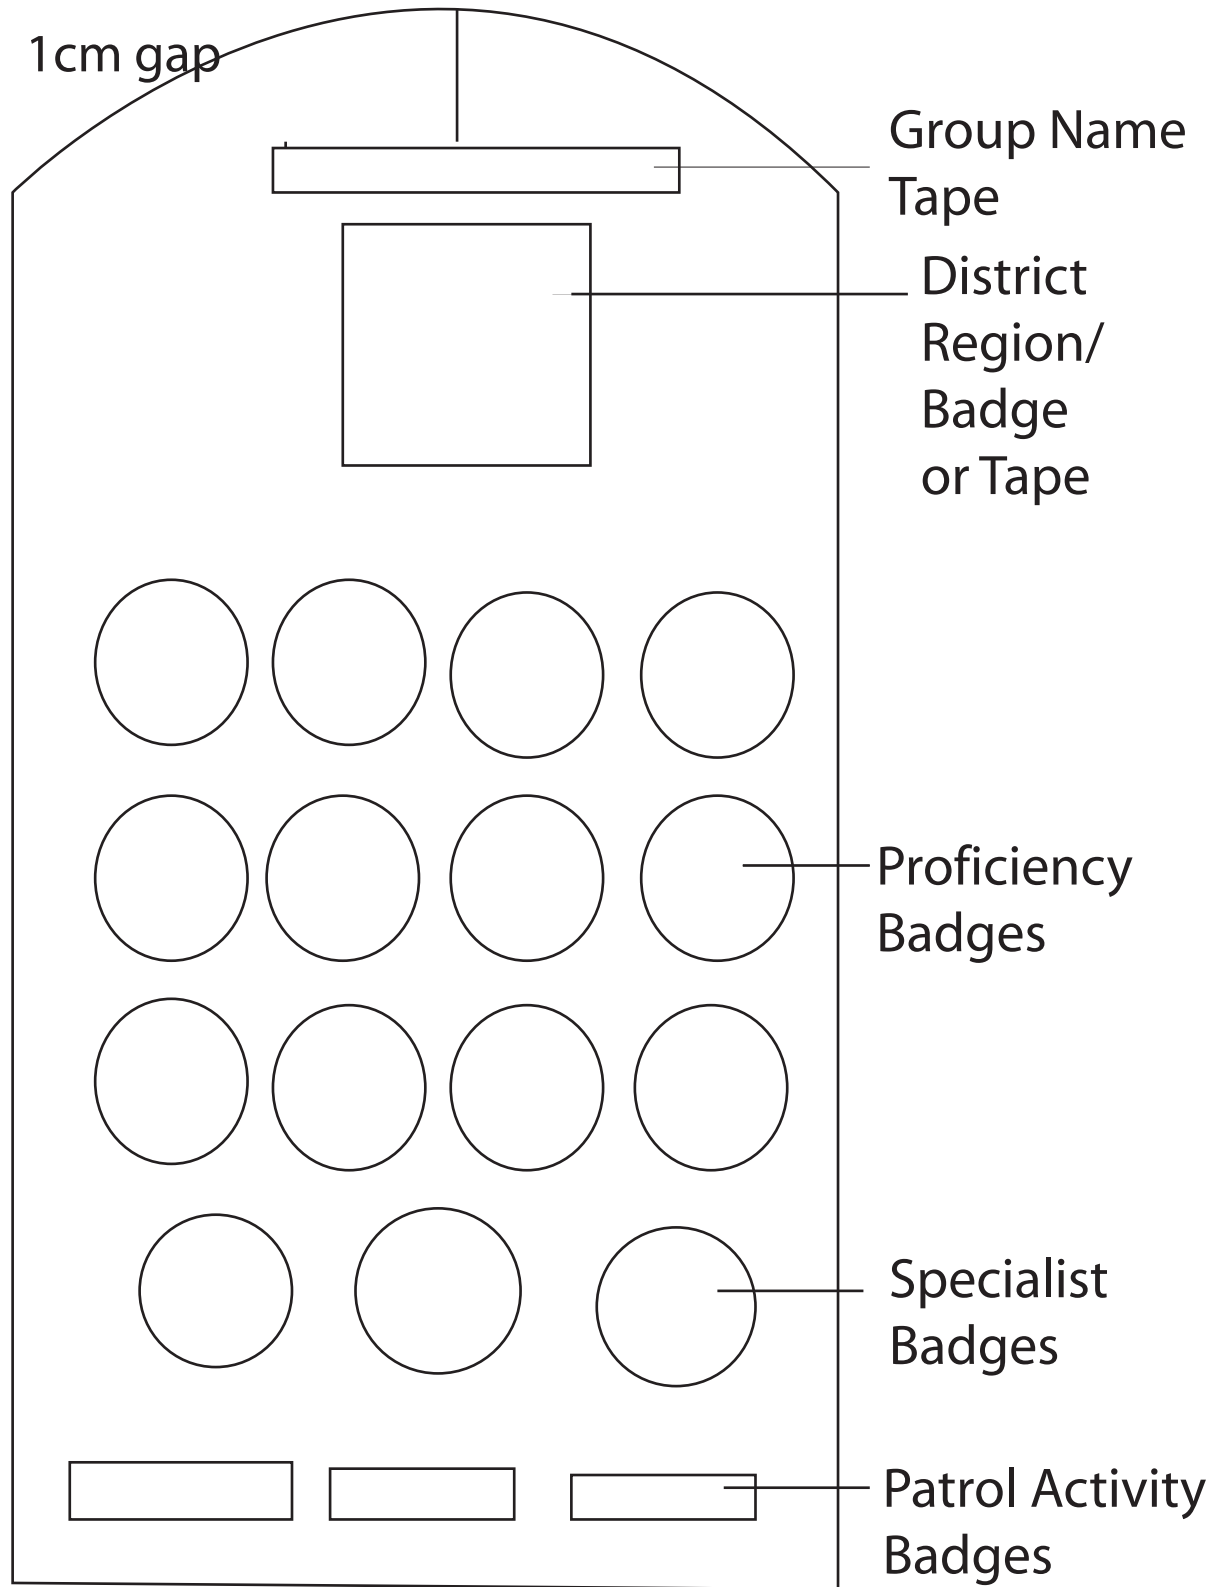 1cm gap
Group Name
Tape
District
Region/
Badge
or Tape
Proficiency
Badges
Specialist
Badges
Patrol Activity
Badges